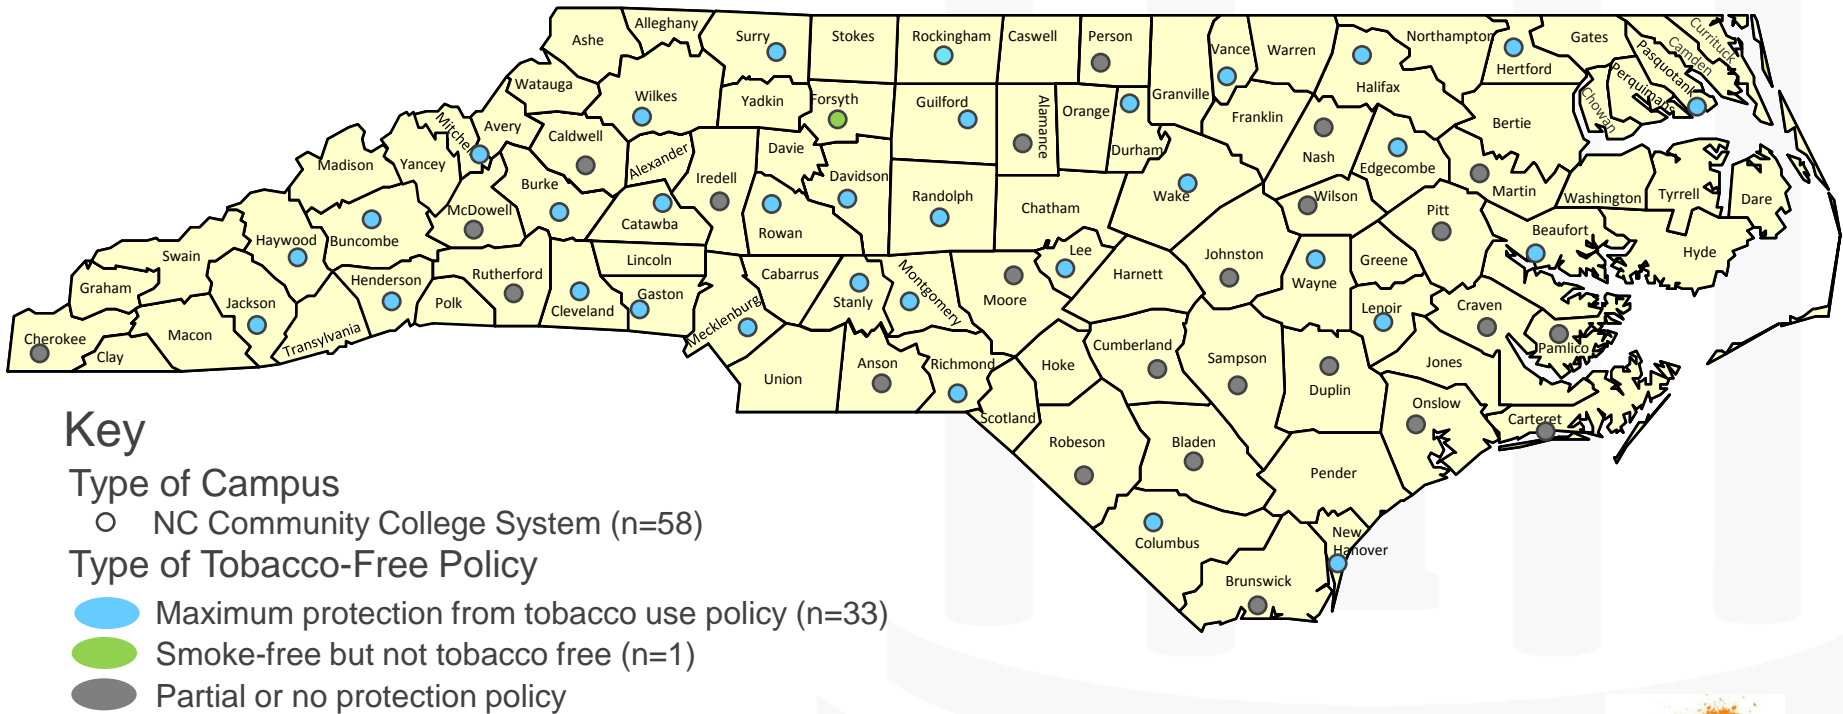 Alleghany
Ashe
Surry
Stokes
Rockingham
Caswell
Person
Vance
Warren
Northampton
Gates
Currituck
Camden
Pasquotank
Perquimans
Chowan
Hertford
Halifax
Granville
Watauga
Wilkes
Yadkin
Forsyth
Guilford
Alamance
Orange
Durham
Franklin
Bertie
Mitchell
Avery
Caldwell
Alexander
Davie
Nash
Edgecombe
Madison
Yancey
Burke
Iredell
Davidson
Martin
Washington
Tyrrell
Dare
McDowell
Catawba
Rowan
Randolph
Chatham
Wake
Wilson
Pitt
Beaufort
Hyde
Haywood
Buncombe
Swain
Lincoln
Cabarrus
Lee
Johnston
Harnett
Wayne
Greene
Graham
Jackson
Henderson
Polk
Rutherford
Cleveland
Gaston
Mecklenburg
Stanly
Montgomery
Moore
Lenoir
Craven
Pamlico
Cherokee
Clay
Macon
Transylvania
Union
Anson
Richmond
Hoke
Cumberland
Sampson
Duplin
Jones
Onslow
Carteret
Scotland
Robeson
Bladen
Pender
Columbus
New
Hanover
Brunswick
Key
Type of Campus
NC Community College System (n=58)
Type of Tobacco-Free Policy
Maximum protection from tobacco use policy (n=33)
Smoke-free but not tobacco free (n=1)
Partial or no protection policy